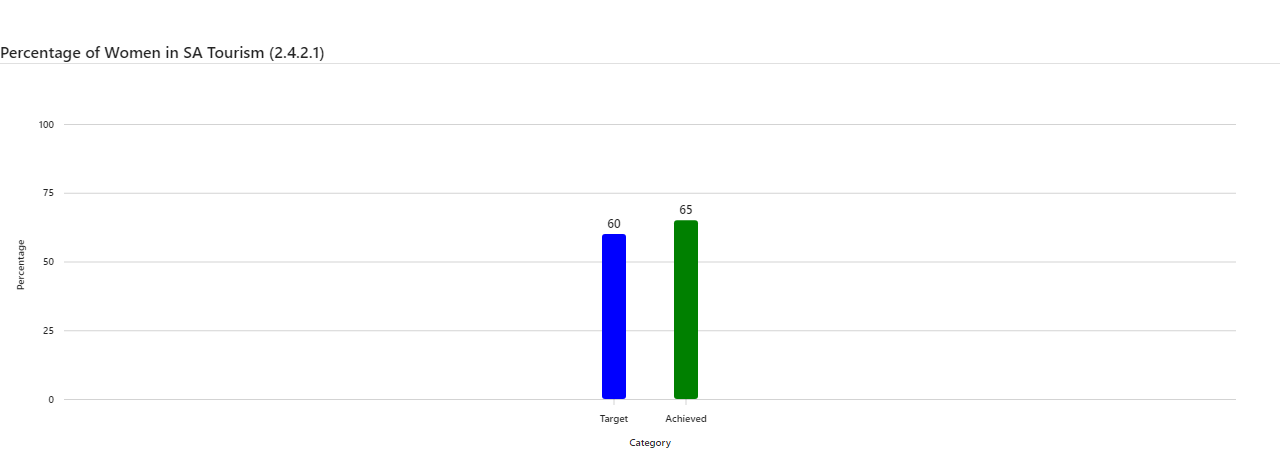 Percentage of Women in SA Tourism (2.4.2.1)
100
75
50
25
0
Percentage
60
65
Target
Achieved
Category